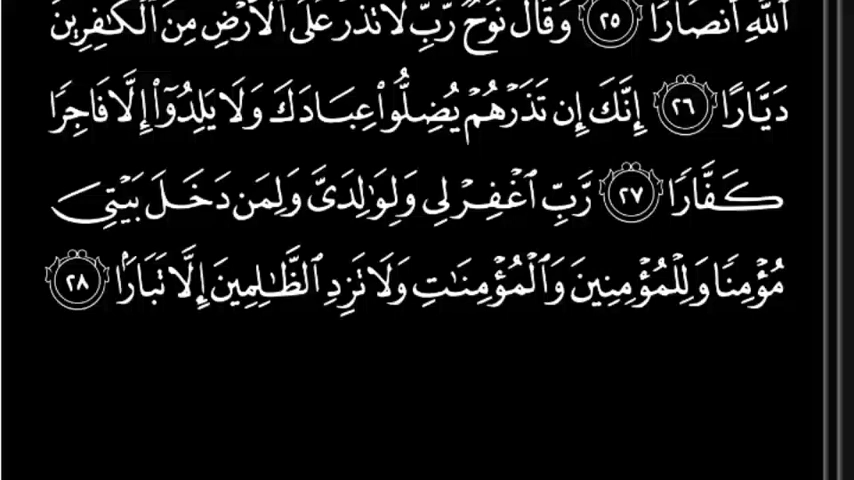 ٱللَّهِ أَنصَارًا ٢٥ وَقَالَ نُوحٌ رَّبِّ لَا تَذَرْ عَلَى ٱلْأَرْضِ مِنَ ٱلْكَٰفِرِينَ
دَيَّارًا ٢٦ إِنَّكَ إِن تَذَرْهُمْ يُضِلُّوا۟ عِبَادَكَ وَلَا يَلِدُوٓا۟ إِلَّا فَاجِرًا
كَفَّارًا ٢٧ رَّبِّ ٱغْفِرْ لِى وَلِوَٰلِدَىَّ وَلِمَن دَخَلَ بَيْتِىَ
مُؤْمِنًا وَلِلْمُؤْمِنِينَ وَٱلْمُؤْمِنَٰتِ وَلَا تَزِدِ ٱلظَّٰلِمِينَ إِلَّا تَبَارًۢا ٢٨